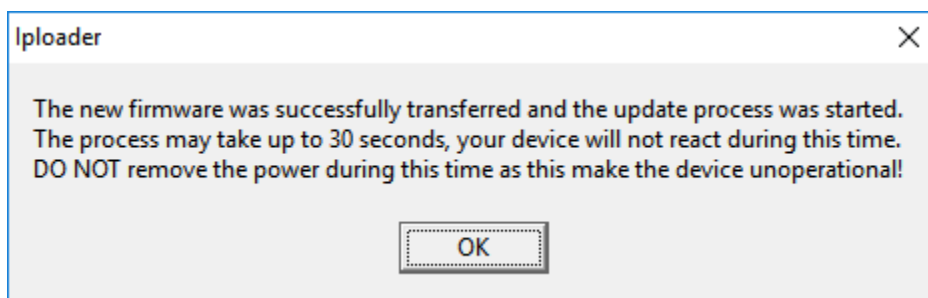 Iploader
The new firmware was successfully transferred and the update process was started.
The process may take up to 30 seconds, your device will not react during this time.
DO NOT remove the power during this time as this make the device unoperational!
OK